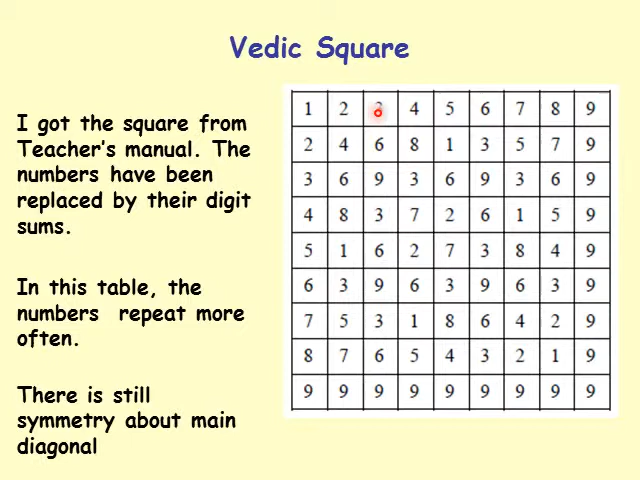 Vedic Square
I got the square from
Teacher's manual. The
numbers have been
replaced by their digit
sums.
In this table, the
numbers repeat more
often.
There is still
symmetry about main
diagonal
1 2 3 4 5 6 7 8 9
2 4 6 8 1 3 5 7 9
3 6 9 3 6 9 3 6 9
4 8 3 7 2 6 1 5 9
5 1 6 2 7 3 8 4 9
6 3 9 6 3 9 6 3 9
7 5 3 1 8 6 4 2 9
8 7 6 5 4 3 2 1 9
9 9 9 9 9 9 9 9 9